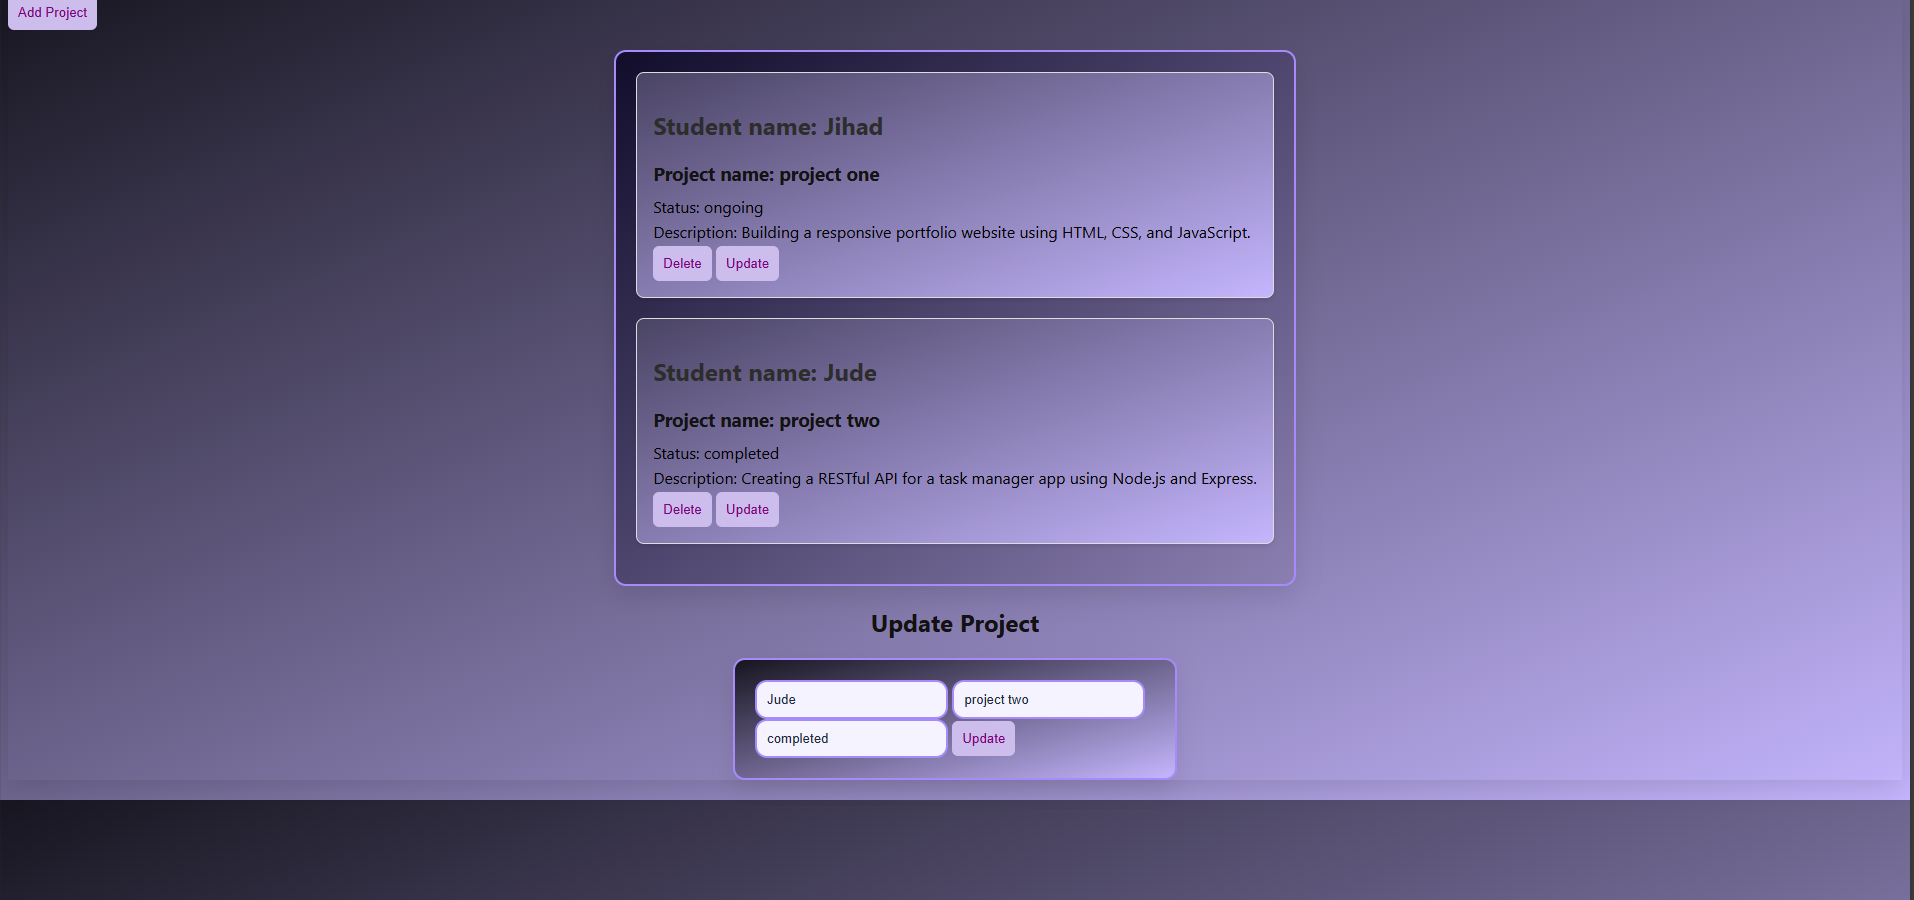 Add Project
Student name: Jihad
Project name: project one
Status: ongoing
Description: Building a responsive portfolio website using HTML, CSS, and JavaScript.
Delete Update
Student name: Jude
Project name: project two
Status: completed
Description: Creating a RESTful API for a task manager app using Node.js and Express.
Delete Update
Update Project
Jude project two
completed Update